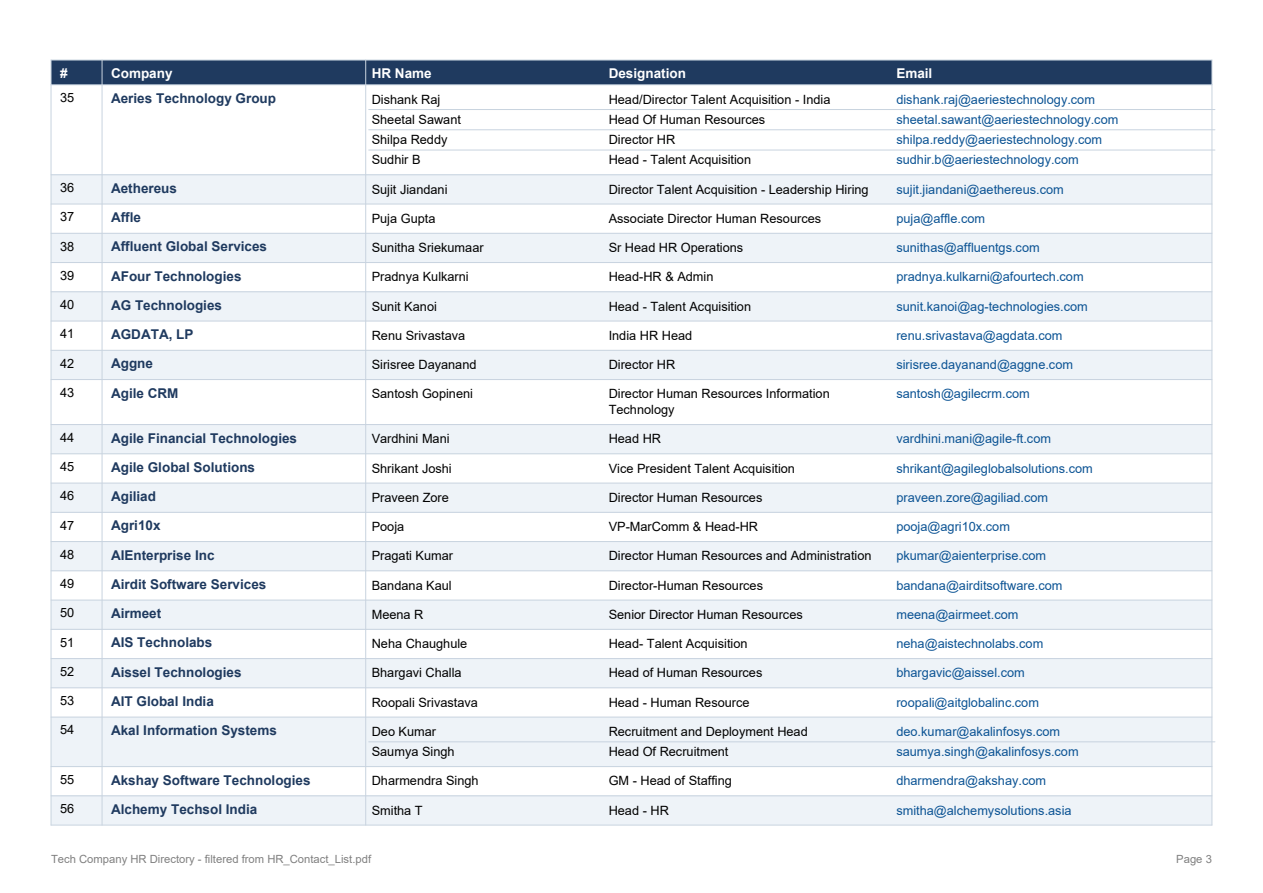 # Company HR Name Designation Email
35 Aeries Technology Group Dishank Raj Head/Director Talent Acquisition - India dishank.raj@aeriestechnology.com
Sheetal Sawant Head Of Human Resources sheetal.sawant@aeriestechnology.com
Shilpa Reddy Director HR shilpa.reddy@aeriestechnology.com
Sudhir B Head - Talent Acquisition sudhir.b@aeriestechnology.com
36 Aethereus Sujit Jiandani Director Talent Acquisition - Leadership Hiring sujit.jiandani@aethereus.com
37 Affle Puja Gupta Associate Director Human Resources puja@affle.com
38 Affluent Global Services Sunitha Sriekumaar Sr Head HR Operations sunithas@affluentgs.com
39 AFour Technologies Pradnya Kulkarni Head-HR & Admin pradnya.kulkarni@afourtech.com
40 AG Technologies Sunit Kanoi Head - Talent Acquisition sunit.kanoi@ag-technologies.com
41 AGDATA, LP Renu Srivastava India HR Head renu.srivastava@agdata.com
42 Aggne Sirisree Dayanand Director HR sirisree.dayanand@aggne.com
43 Agile CRM Santosh Gopineni Director Human Resources Information santosh@agilecrm.com
Technology
44 Agile Financial Technologies Vardhini Mani Head HR vardhini.mani@agile-ft.com
45 Agile Global Solutions Shrikant Joshi Vice President Talent Acquisition shrikant@agileglobalsolutions.com
46 Agiliad Praveen Zore Director Human Resources praveen.zore@agiliad.com
47 Agri10x Pooja VP-MarComm & Head-HR pooja@agri10x.com
48 AIEnterprise Inc Pragati Kumar Director Human Resources and Administration pkumar@aienterprise.com
49 Airdit Software Services Bandana Kaul Director-Human Resources bandana@airditsoftware.com
50 Airmeet Meena R Senior Director Human Resources meena@airmeet.com
51 AIS Technolabs Neha Chaughule Head- Talent Acquisition neha@aistechnolabs.com
52 Aissel Technologies Bhargavi Challa Head of Human Resources bhargavic@aissel.com
53 AIT Global India Roopali Srivastava Head - Human Resource roopali@aitglobalinc.com
54 Akal Information Systems Deo Kumar Recruitment and Deployment Head deo.kumar@akalinfosys.com
Saumya Singh Head Of Recruitment saumya.singh@akalinfosys.com
55 Akshay Software Technologies Dharmendra Singh GM - Head of Staffing dharmendra@akshay.com
56 Alchemy Techsol India Smitha T Head - HR smitha@alchemysolutions.asia
Tech Company HR Directory - filtered from HR_Contact_List.pdf Page 3